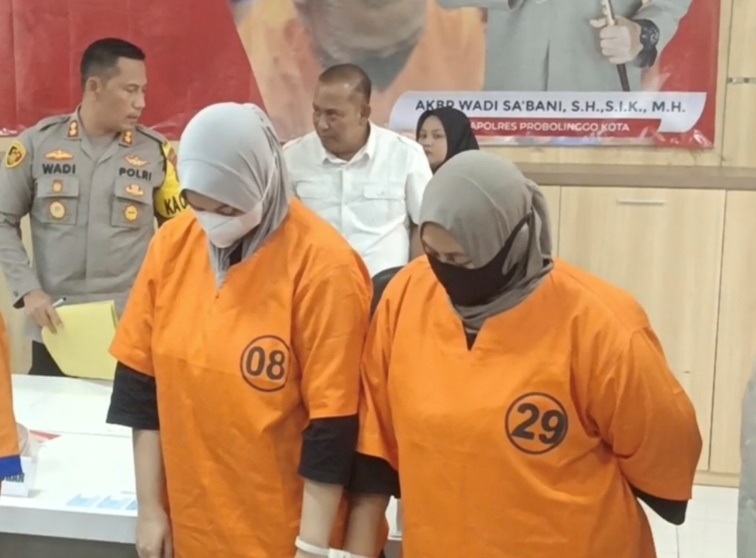 AKBP WADI SA'BANI, S.H.,S.I.K., M.H.
KAPOLRES PROBOLINGGO KOTA
WADI
POLRI
08
29